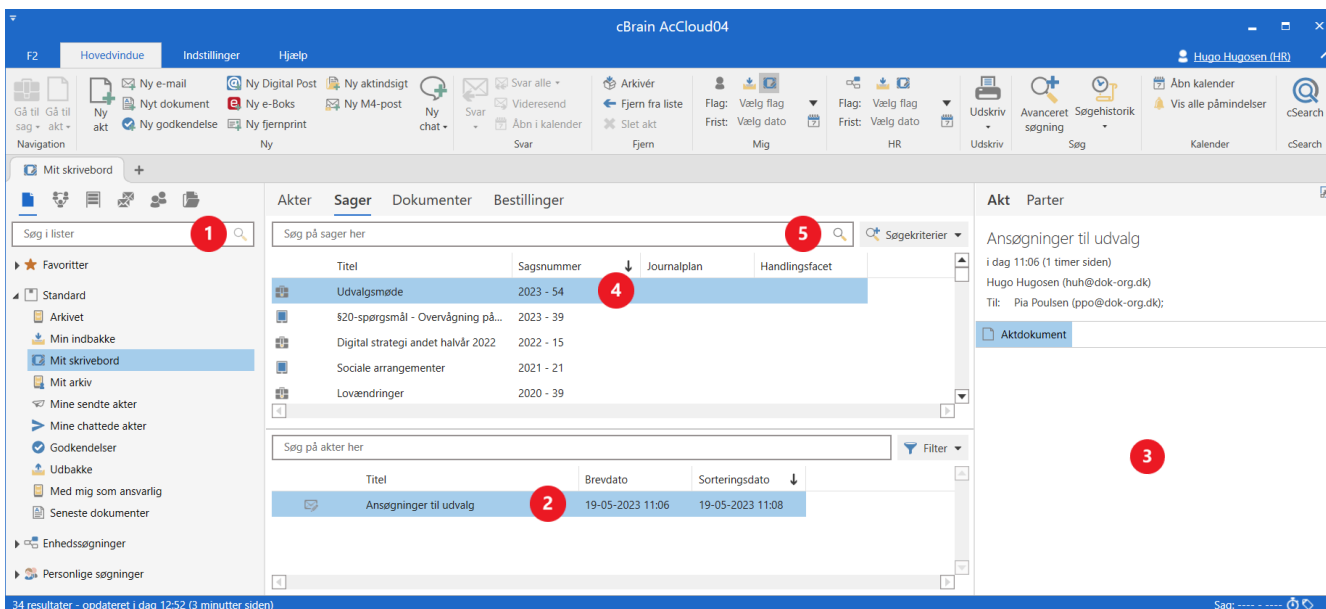 cBrain AcCloud04
F2 Hovedvindue Indstillinger Hjælp Hugo Hugosen (HR)
Gå til sag Gå til akt
Navigation
Ny akt
Ny e-mail
Nyt dokument
Ny godkendelse
Ny Digital Post
Ny e-Boks
Ny fjernprint
Ny aktindsigt
Ny M4-post
Ny chat
Ny
Svar
Svar alle
Videresend
Åbn i kalender
Svar
Arkivér
Fjern fra liste
Slet akt
Fjern
Flag: Vælg flag
Frist: Vælg dato
Mig
Flag: Vælg flag
Frist: Vælg dato
HR
Udskriv
Udskriv
Avanceret søgning
Søgehistorik
Søg
Åbn kalender
Vis alle påmindelser
Kalender
cSearch
cSearch
Mit skrivebord +
Søg i lister 1
Favoritter
Standard
Arkivet
Min indbakke
Mit skrivebord
Mit arkiv
Mine sendte akter
Mine chattede akter
Godkendelser
Udbakke
Med mig som ansvarlig
Seneste dokumenter
Enhedssøgninger
Personlige søgninger
Akter Sager Dokumenter Bestillinger
Søg på sager her 5 Søgekriterier
Titel Sagsnummer Journalplan Handlingsfacet
Udvalgsmøde 2023 - 54 4
§20-spørgsmål - Overvågning på... 2023 - 39
Digital strategi andet halvår 2022 2022 - 15
Sociale arrangementer 2021 - 21
Lovændringer 2020 - 39
Søg på akter her Filter
Titel Brevdato Sorteringsdato
Ansøgninger til udvalg 2 19-05-2023 11:06 19-05-2023 11:08
Akt Parter
Ansøgninger til udvalg
i dag 11:06 (1 timer siden)
Hugo Hugosen (huh@dok-org.dk)
Til: Pia Poulsen (ppo@dok-org.dk);
Aktdokument
3
34 resultater - opdateret i dag 12:52 (3 minutter siden) Sag: ---- - ----